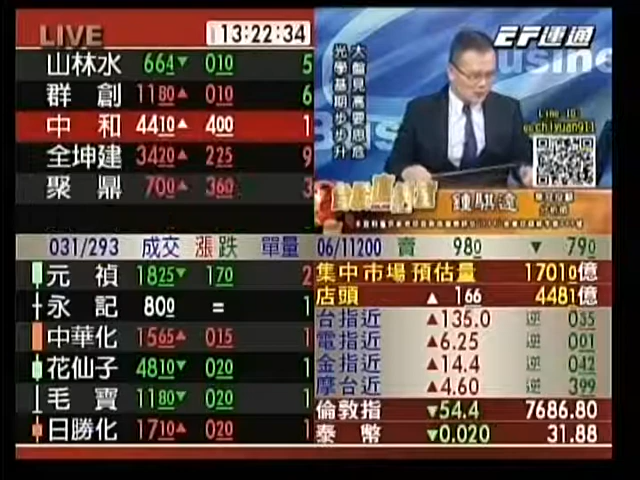 LIVE
13:22:34
山林水 664▼ 010 5
群創 1180▲ 010 6
中和 4410▲ 400 1
全坤建 3420▲ 225 9
聚鼎 700▲ 360 3
EF運通
usine
大盤見高要思危
光學基期步步升
Line ID:
鍾騏遠
031/293 成交 漲跌 單量
元禎 1825▼ 170 2
永記 800 = 1
中華化 1565▲ 015 1
花仙子 4810▼ 020 1
毛寶 1180▼ 020 1
日勝化 1710▲ 020 1
06/11200 賣 980 ▼ 790
集中市場預估量 17010億
店頭 ▲ 166 4481億
台指近 ▲135.0 逆 035
電指近 ▲6.25 逆 001
金指近 ▲14.4 逆 042
摩台近 ▲4.60 逆 399
倫敦指 ▼54.4 7686.80
泰幣 ▼0.020 31.88